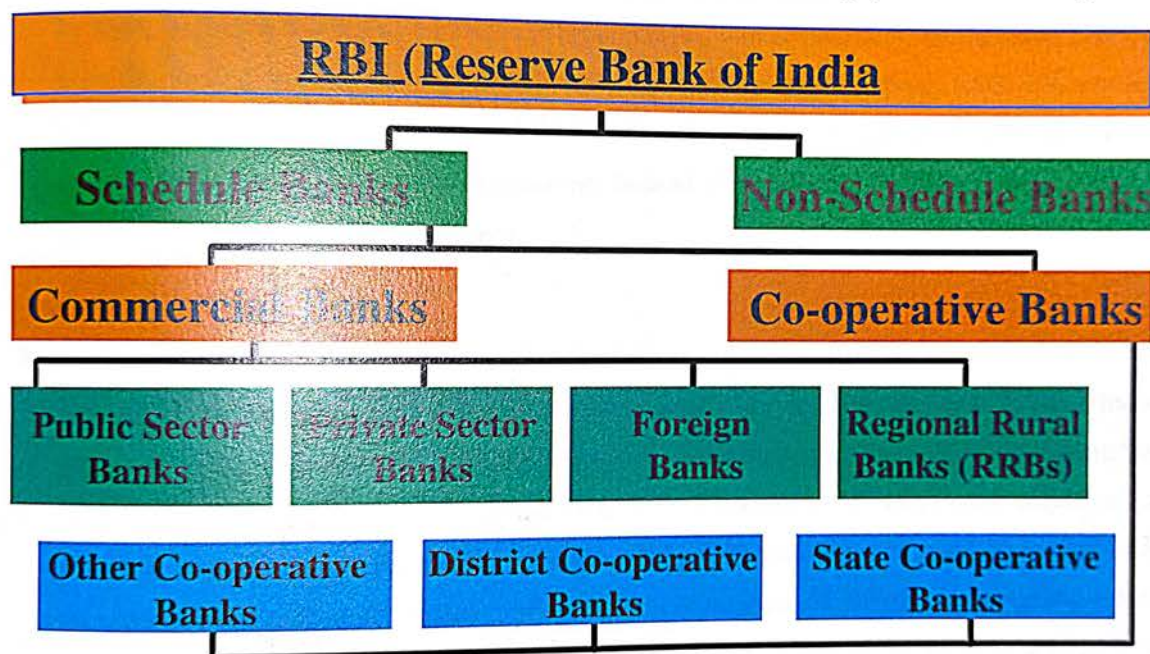 RBI (Reserve Bank of India
Schedule Banks
Non-Schedule Banks
Commercial Banks
Co-operative Banks
Public Sector
Banks
Private Sector
Banks
Foreign
Banks
Regional Rural
Banks (RRBs)
Other Co-operative
Banks
District Co-operative
Banks
State Co-operative
Banks